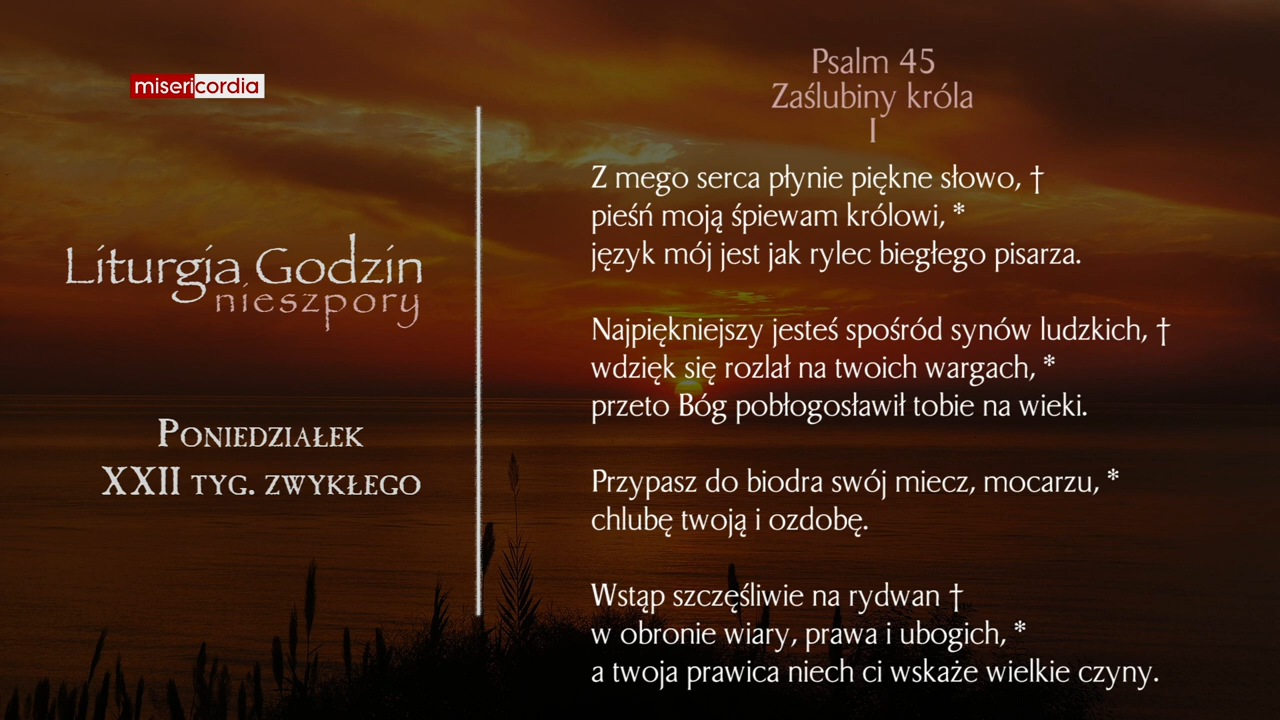 misericordia
Liturgia Godzin
nieszpory
Poniedziałek
XXII tyg. zwykłego
Psalm 45
Zaślubiny króla
I
Z mego serca płynie piękne słowo, †
pieśń moją śpiewam królowi, *
język mój jest jak rylec biegłego pisarza.
Najpiękniejszy jesteś spośród synów ludzkich, †
wdzięk się rozlał na twoich wargach, *
przeto Bóg pobłogosławił tobie na wieki.
Przypasz do biodra swój miecz, mocarzu, *
chlubę twoją i ozdobę.
Wstąp szczęśliwie na rydwan †
w obronie wiary, prawa i ubogich, *
a twoja prawica niech ci wskaże wielkie czyny.